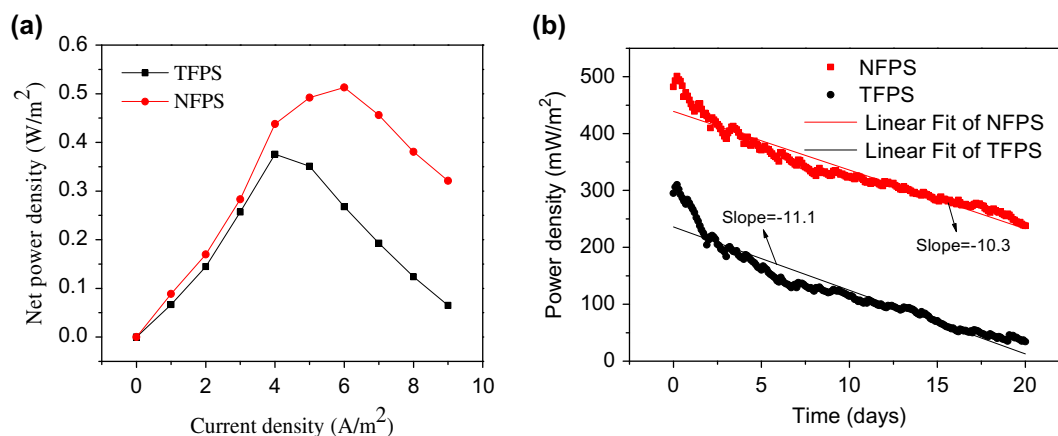 (a)
0.6
0.5
0.4
0.3
0.2
0.1
0.0
Net power density (W/m²)
TFPS
NFPS
0 2 4 6 8 10
Current density (A/m²)
(b)
500
400
300
200
100
0
Power density (mW/m²)
NFPS
TFPS
Linear Fit of NFPS
Linear Fit of TFPS
Slope=-11.1
Slope=-10.3
0 5 10 15 20
Time (days)